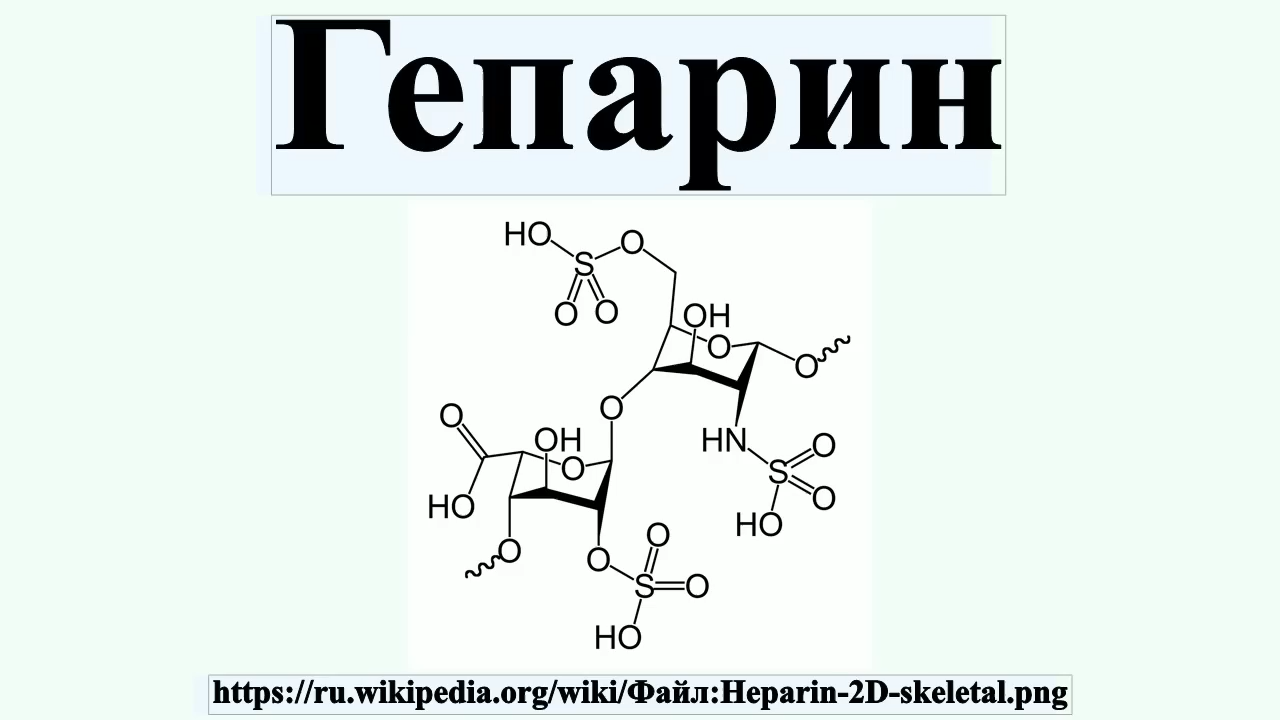 Гепарин
HO
O
S
O
O
OH
O
O
O
O
OH
HN
O
O
S
HO
O
O
HO
O
O
O
S
O
HO
https://ru.wikipedia.org/wiki/Файл:Heparin-2D-skeletal.png